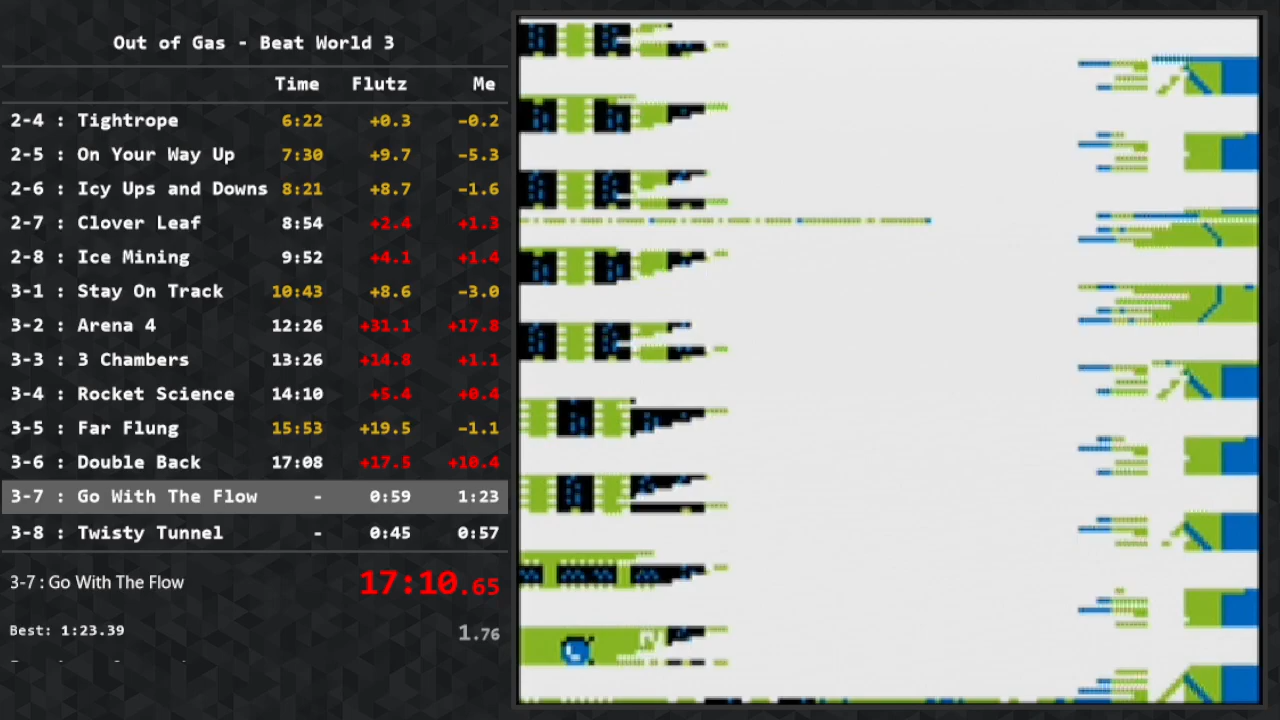 Out of Gas - Beat World 3
Time Flutz Me
2-4 : Tightrope 6:22 +0.3 -0.2
2-5 : On Your Way Up 7:30 +9.7 -5.3
2-6 : Icy Ups and Downs 8:21 +8.7 -1.6
2-7 : Clover Leaf 8:54 +2.4 +1.3
2-8 : Ice Mining 9:52 +4.1 +1.4
3-1 : Stay On Track 10:43 +8.6 -3.0
3-2 : Arena 4 12:26 +31.1 +17.8
3-3 : 3 Chambers 13:26 +14.8 +1.1
3-4 : Rocket Science 14:10 +5.4 +0.4
3-5 : Far Flung 15:53 +19.5 -1.1
3-6 : Double Back 17:08 +17.5 +10.4
3-7 : Go With The Flow - 0:59 1:23
3-8 : Twisty Tunnel - 0:45 0:57
3-7 : Go With The Flow 17:10.65
Best: 1:23.39 1.76